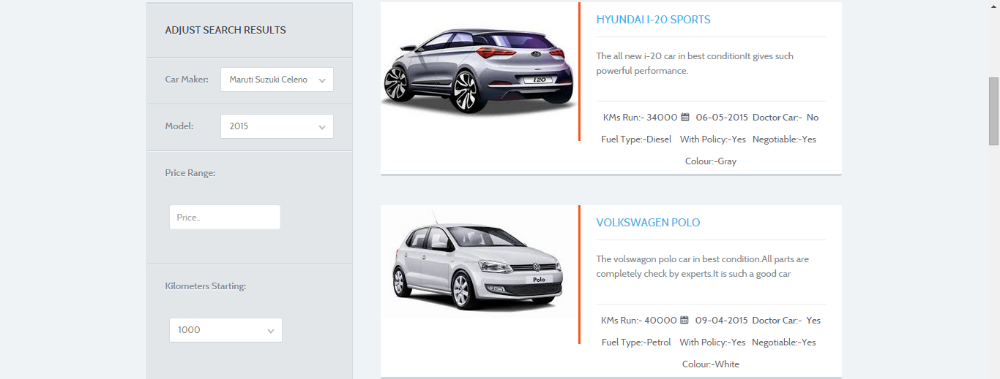 ADJUST SEARCH RESULTS
Car Maker: Maruti Suzuki Celerio
Model: 2015
Price Range:
Price..
Kilometers Starting:
1000
i20
HYUNDAI I-20 SPORTS
The all new i-20 car in best conditionIt gives such
powerful performance.
KMs Run:- 34000 06-05-2015 Doctor Car:- No
Fuel Type:-Diesel With Policy:-Yes Negotiable:-Yes
Colour:-Gray
Polo
VOLKSWAGEN POLO
The volswagon polo car in best condition.All parts are
completely check by experts.It is such a good car
KMs Run:- 40000 09-04-2015 Doctor Car:- Yes
Fuel Type:-Petrol With Policy:-Yes Negotiable:-Yes
Colour:-White